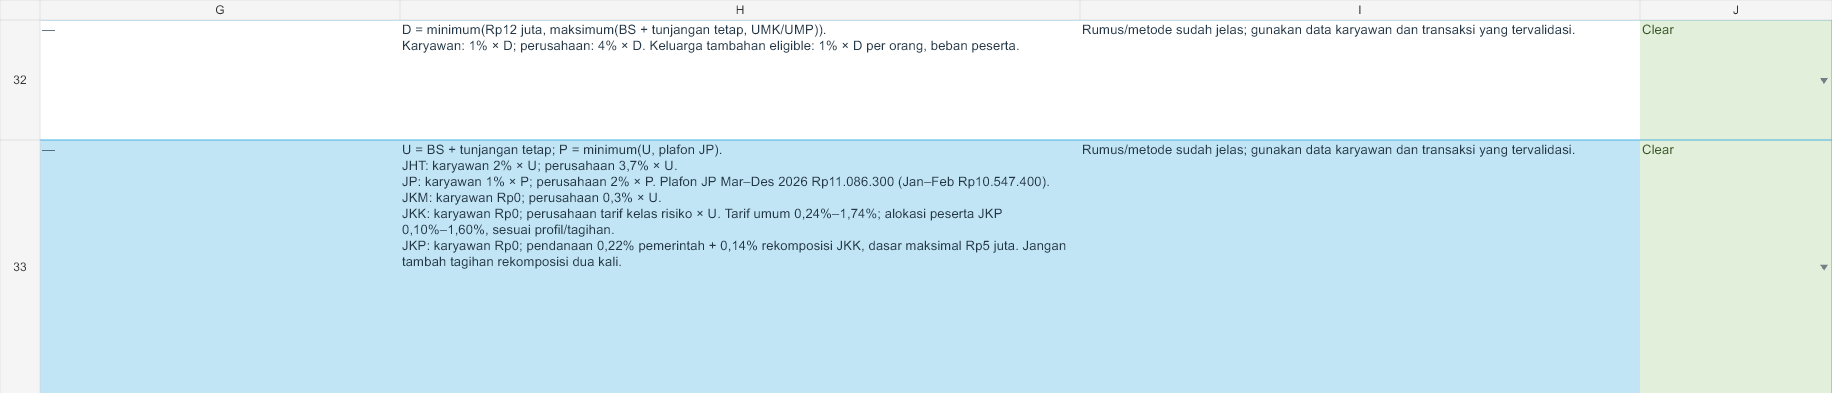 G H I J
32
—
D = minimum(Rp12 juta, maksimum(BS + tunjangan tetap, UMK/UMP)).
Karyawan: 1% × D; perusahaan: 4% × D. Keluarga tambahan eligible: 1% × D per orang, beban peserta.
Rumus/metode sudah jelas; gunakan data karyawan dan transaksi yang tervalidasi.
Clear
33
—
U = BS + tunjangan tetap; P = minimum(U, plafon JP).
JHT: karyawan 2% × U; perusahaan 3,7% × U.
JP: karyawan 1% × P; perusahaan 2% × P. Plafon JP Mar–Des 2026 Rp11.086.300 (Jan–Feb Rp10.547.400).
JKM: karyawan Rp0; perusahaan 0,3% × U.
JKK: karyawan Rp0; perusahaan tarif kelas risiko × U. Tarif umum 0,24%–1,74%; alokasi peserta JKP
0,10%–1,60%, sesuai profil/tagihan.
JKP: karyawan Rp0; pendanaan 0,22% pemerintah + 0,14% rekomposisi JKK, dasar maksimal Rp5 juta. Jangan
tambah tagihan rekomposisi dua kali.
Rumus/metode sudah jelas; gunakan data karyawan dan transaksi yang tervalidasi.
Clear